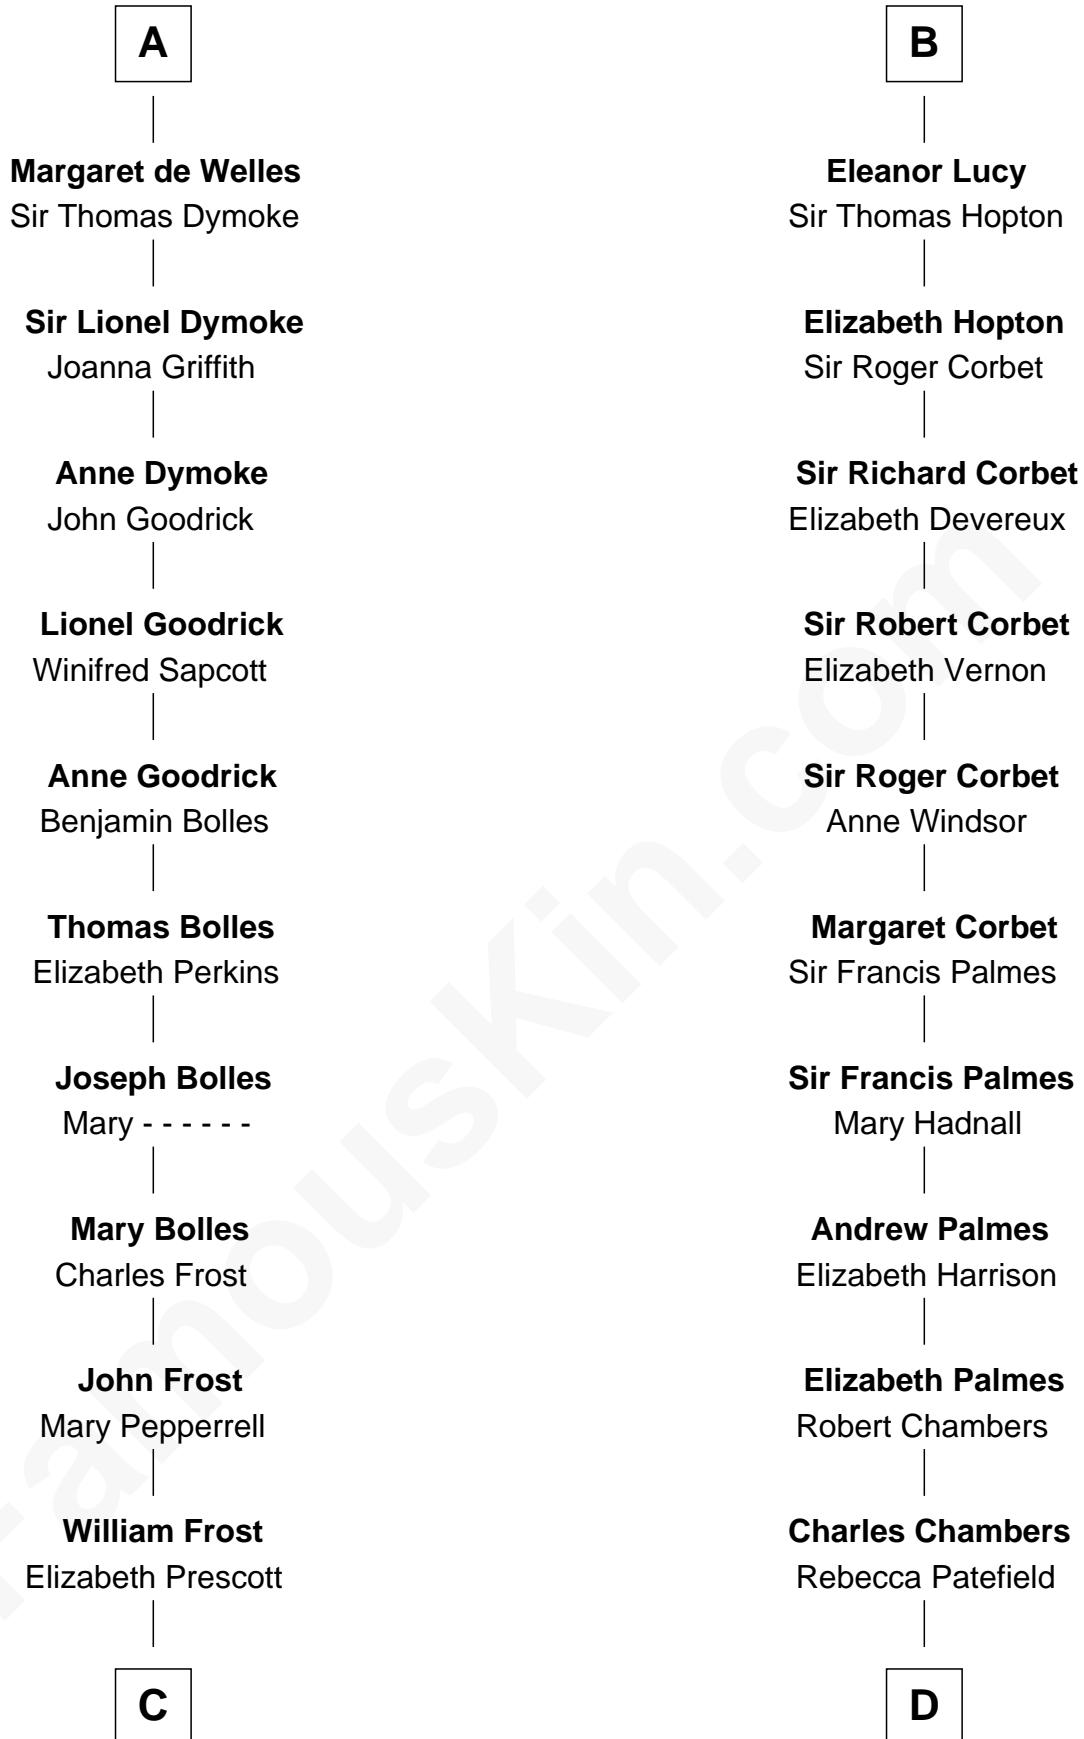 A
Margaret de Welles
Sir Thomas Dymoke
Sir Lionel Dymoke
Joanna Griffith
Anne Dymoke
John Goodrick
Lionel Goodrick
Winifred Sapcott
Anne Goodrick
Benjamin Bolles
Thomas Bolles
Elizabeth Perkins
Joseph Bolles
Mary - - - - - -
Mary Bolles
Charles Frost
John Frost
Mary Pepperrell
William Frost
Elizabeth Prescott
C
B
Eleanor Lucy
Sir Thomas Hopton
Elizabeth Hopton
Sir Roger Corbet
Sir Richard Corbet
Elizabeth Devereux
Sir Robert Corbet
Elizabeth Vernon
Sir Roger Corbet
Anne Windsor
Margaret Corbet
Sir Francis Palmes
Sir Francis Palmes
Mary Hadnall
Andrew Palmes
Elizabeth Harrison
Elizabeth Palmes
Robert Chambers
Charles Chambers
Rebecca Patefield
D
FamousKin.com